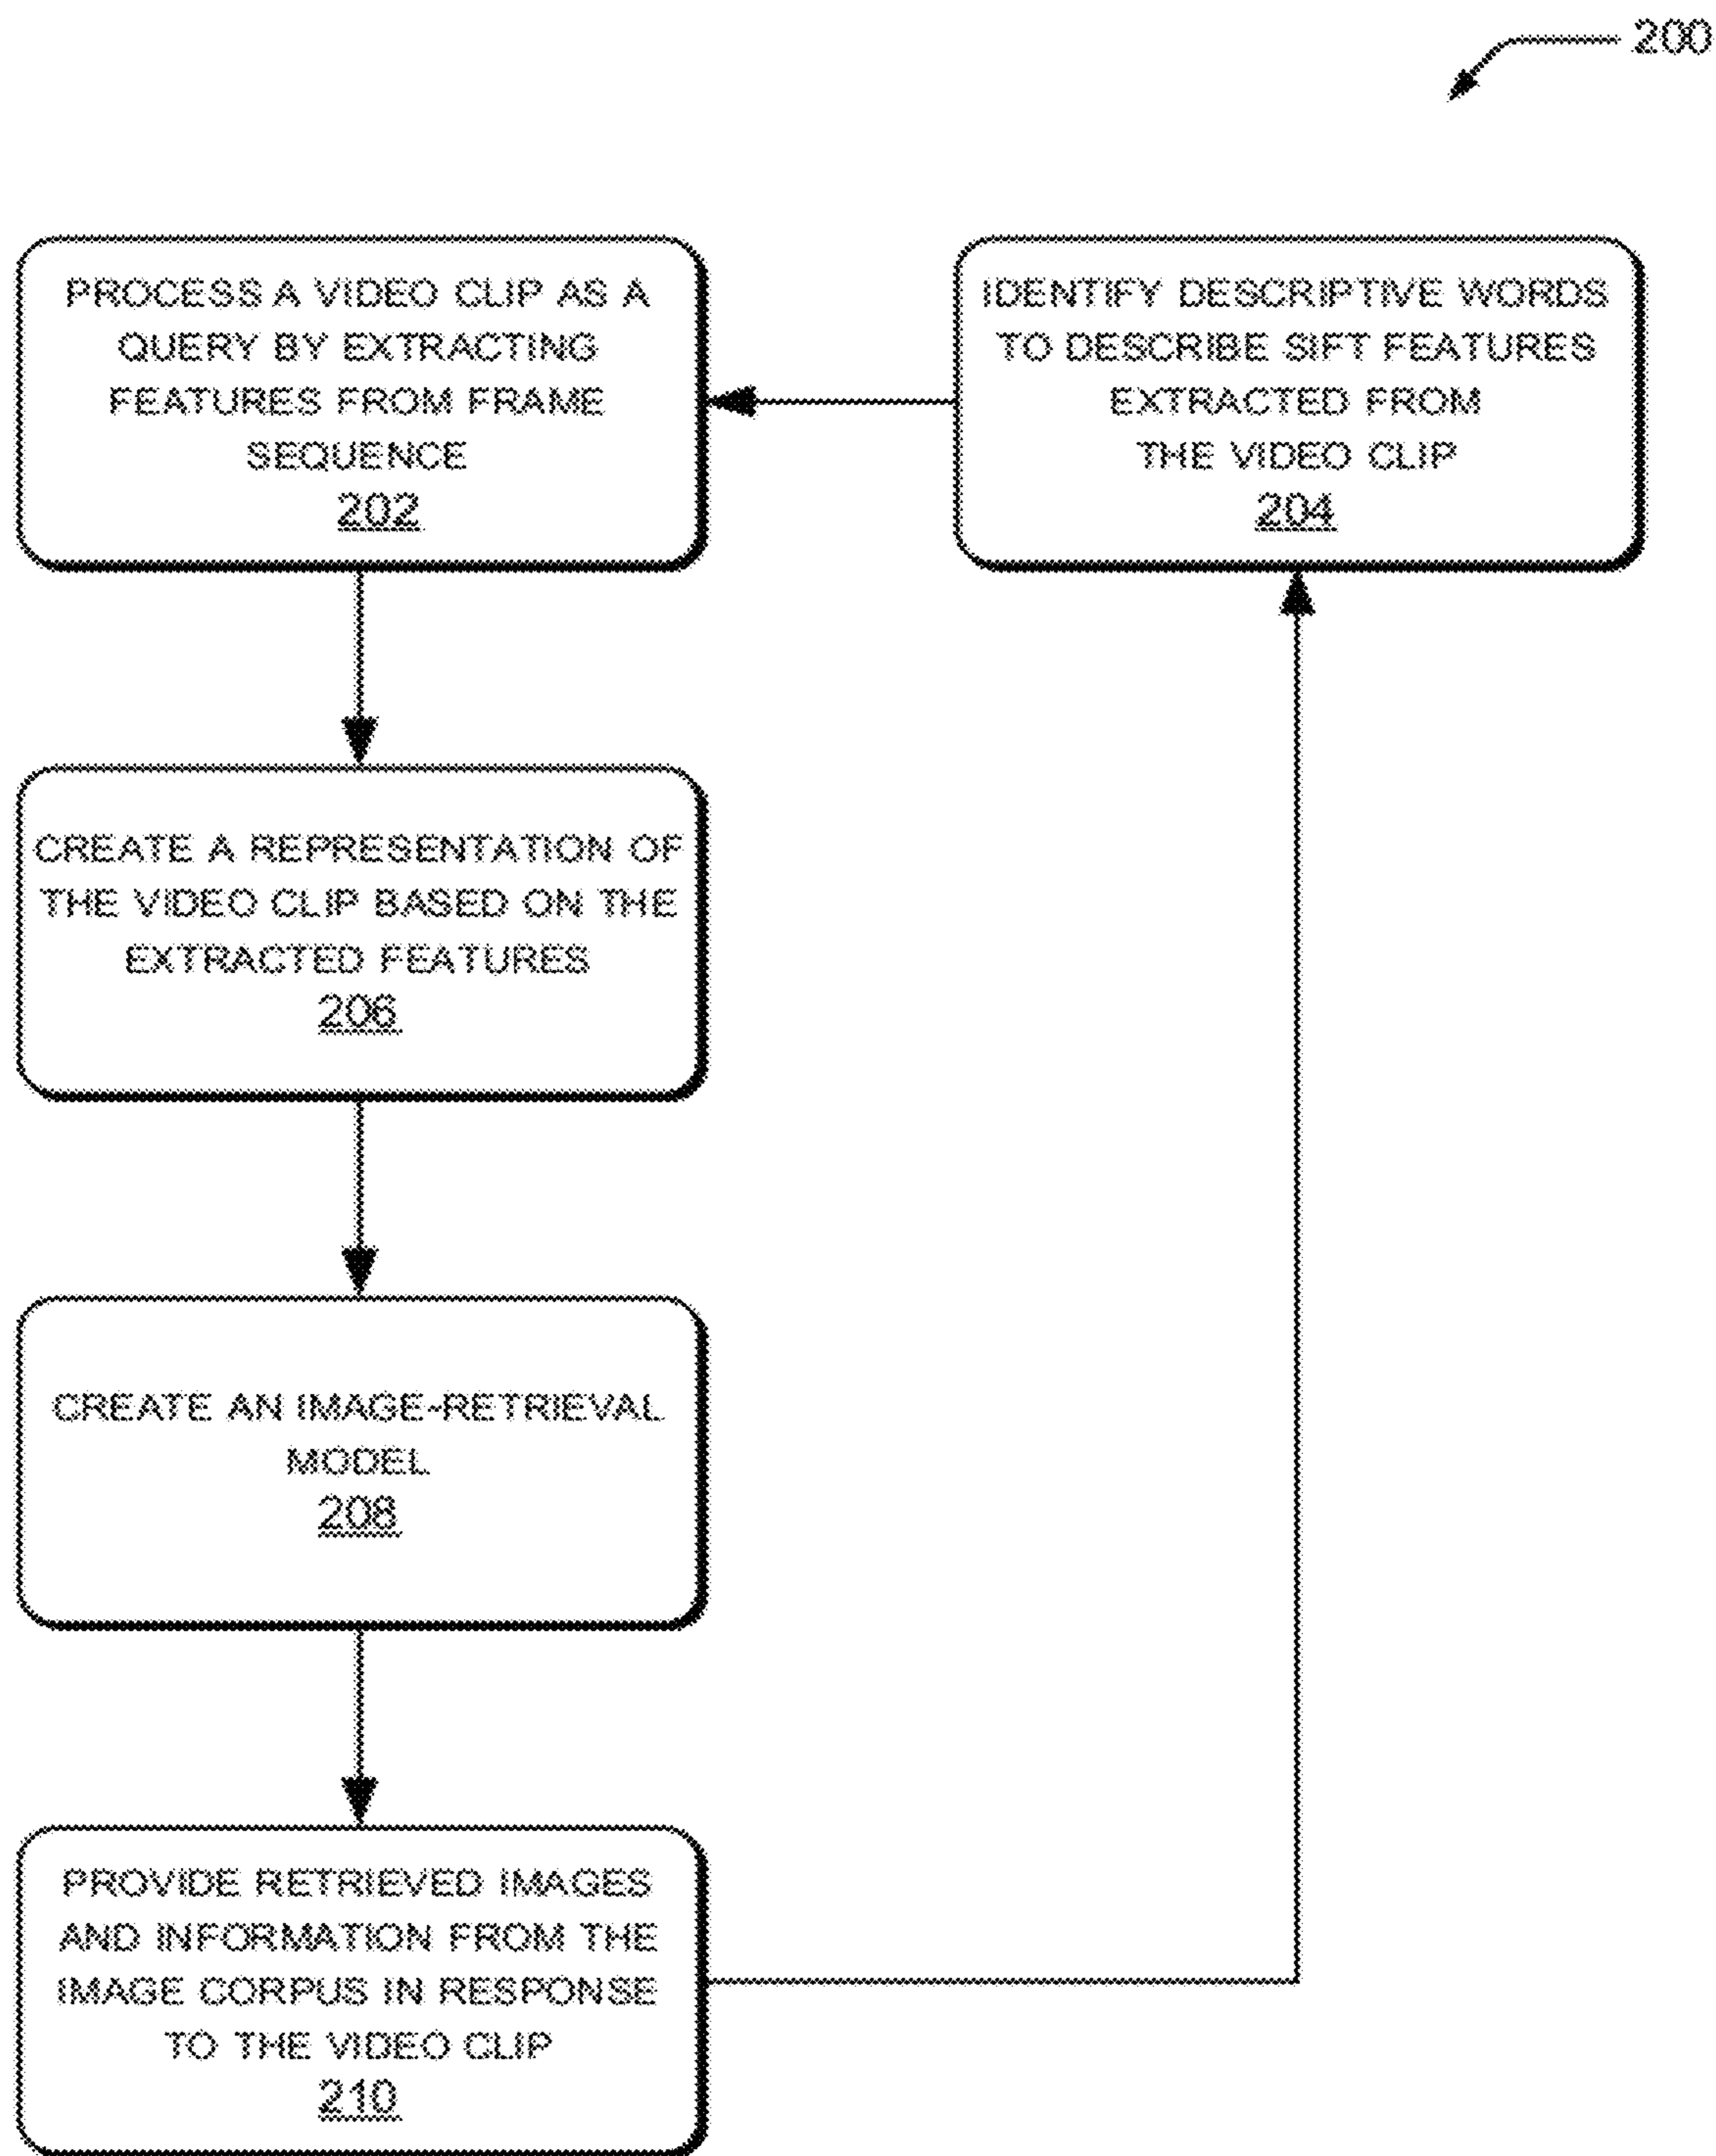 200
PROCESS A VIDEO CLIP AS A
QUERY BY EXTRACTING
FEATURES FROM FRAME
SEQUENCE
202
IDENTIFY DESCRIPTIVE WORDS
TO DESCRIBE SIFT FEATURES
EXTRACTED FROM
THE VIDEO CLIP
204
CREATE A REPRESENTATION OF
THE VIDEO CLIP BASED ON THE
EXTRACTED FEATURES
206
CREATE AN IMAGE-RETRIEVAL
MODEL
208
PROVIDE RETRIEVED IMAGES
AND INFORMATION FROM THE
IMAGE CORPUS IN RESPONSE
TO THE VIDEO CLIP
210